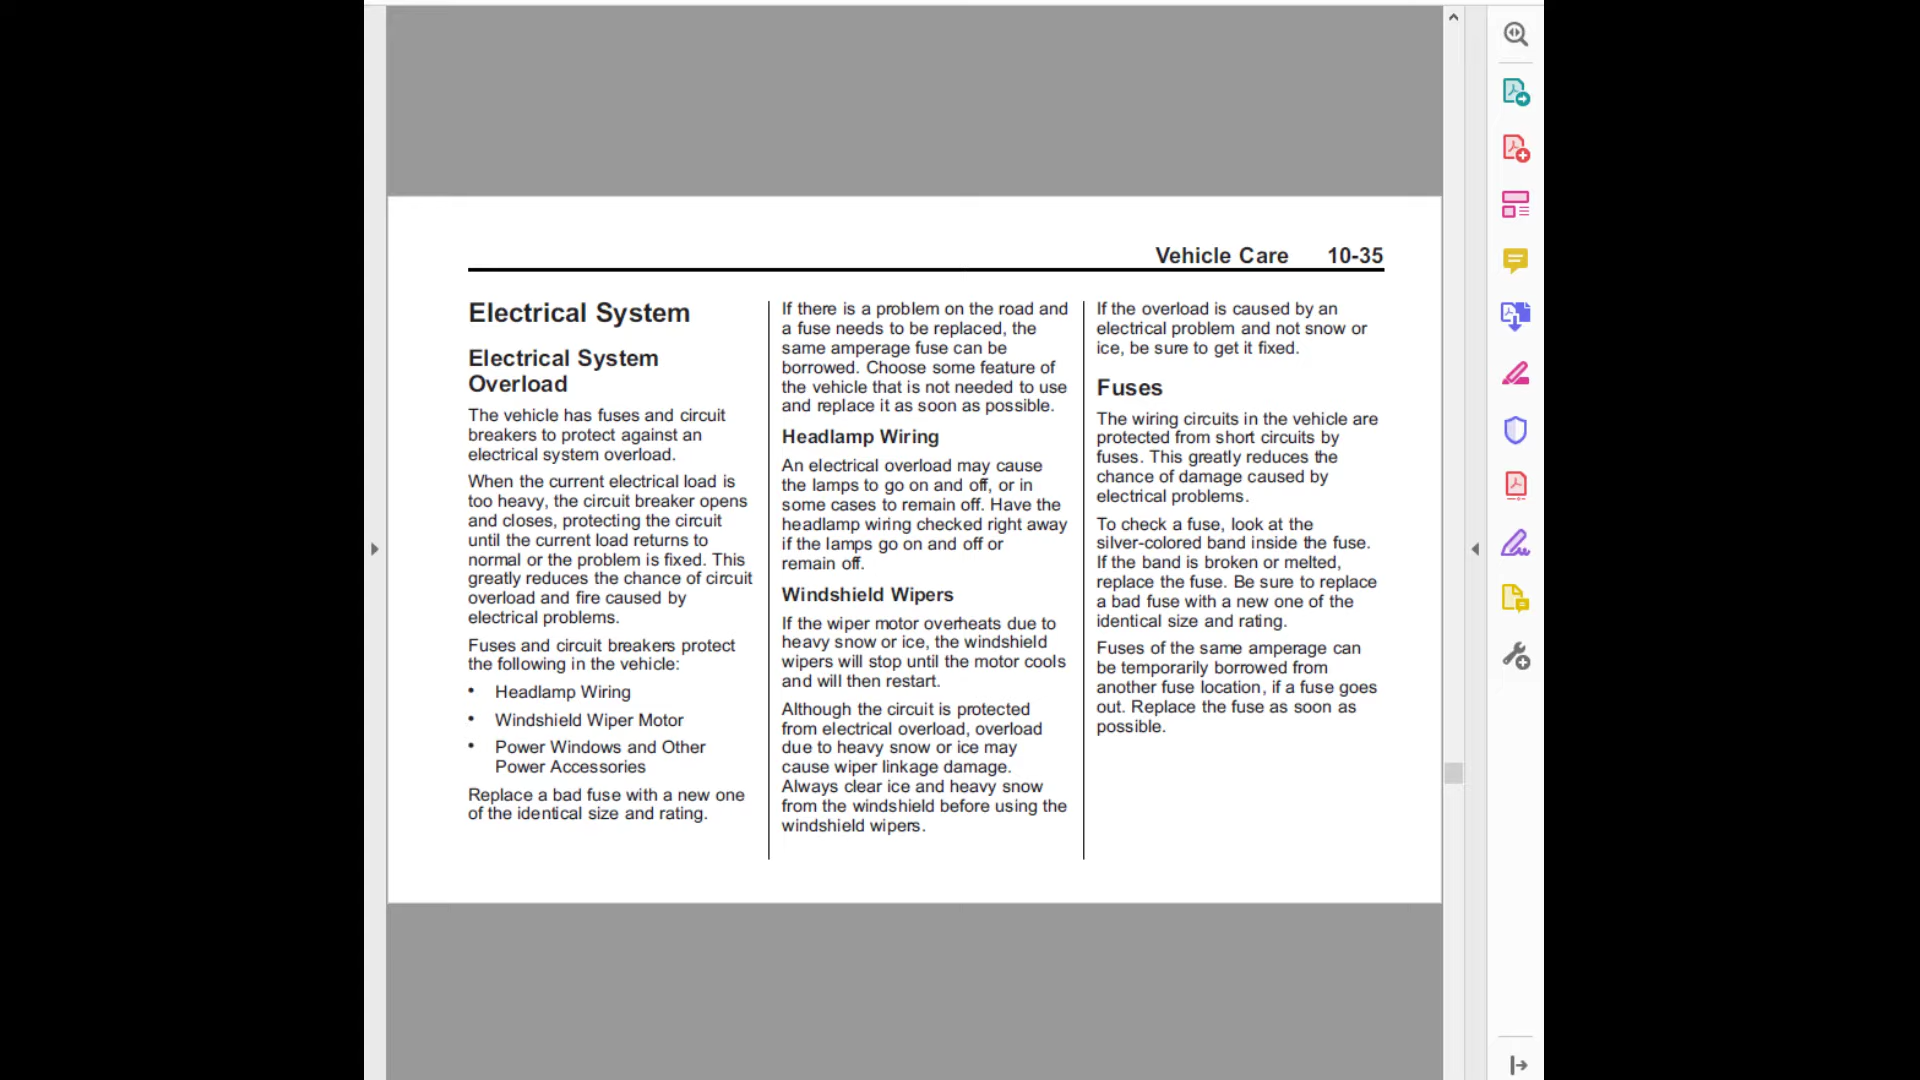 Vehicle Care 10-35
Electrical System
Electrical System
Overload
The vehicle has fuses and circuit
breakers to protect against an
electrical system overload.
When the current electrical load is
too heavy, the circuit breaker opens
and closes, protecting the circuit
until the current load returns to
normal or the problem is fixed. This
greatly reduces the chance of circuit
overload and fire caused by
electrical problems.
Fuses and circuit breakers protect
the following in the vehicle:
• Headlamp Wiring
• Windshield Wiper Motor
• Power Windows and Other
Power Accessories
Replace a bad fuse with a new one
of the identical size and rating.
If there is a problem on the road and
a fuse needs to be replaced, the
same amperage fuse can be
borrowed. Choose some feature of
the vehicle that is not needed to use
and replace it as soon as possible.
Headlamp Wiring
An electrical overload may cause
the lamps to go on and off, or in
some cases to remain off. Have the
headlamp wiring checked right away
if the lamps go on and off or
remain off.
Windshield Wipers
If the wiper motor overheats due to
heavy snow or ice, the windshield
wipers will stop until the motor cools
and will then restart.
Although the circuit is protected
from electrical overload, overload
due to heavy snow or ice may
cause wiper linkage damage.
Always clear ice and heavy snow
from the windshield before using the
windshield wipers.
If the overload is caused by an
electrical problem and not snow or
ice, be sure to get it fixed.
Fuses
The wiring circuits in the vehicle are
protected from short circuits by
fuses. This greatly reduces the
chance of damage caused by
electrical problems.
To check a fuse, look at the
silver-colored band inside the fuse.
If the band is broken or melted,
replace the fuse. Be sure to replace
a bad fuse with a new one of the
identical size and rating.
Fuses of the same amperage can
be temporarily borrowed from
another fuse location, if a fuse goes
out. Replace the fuse as soon as
possible.